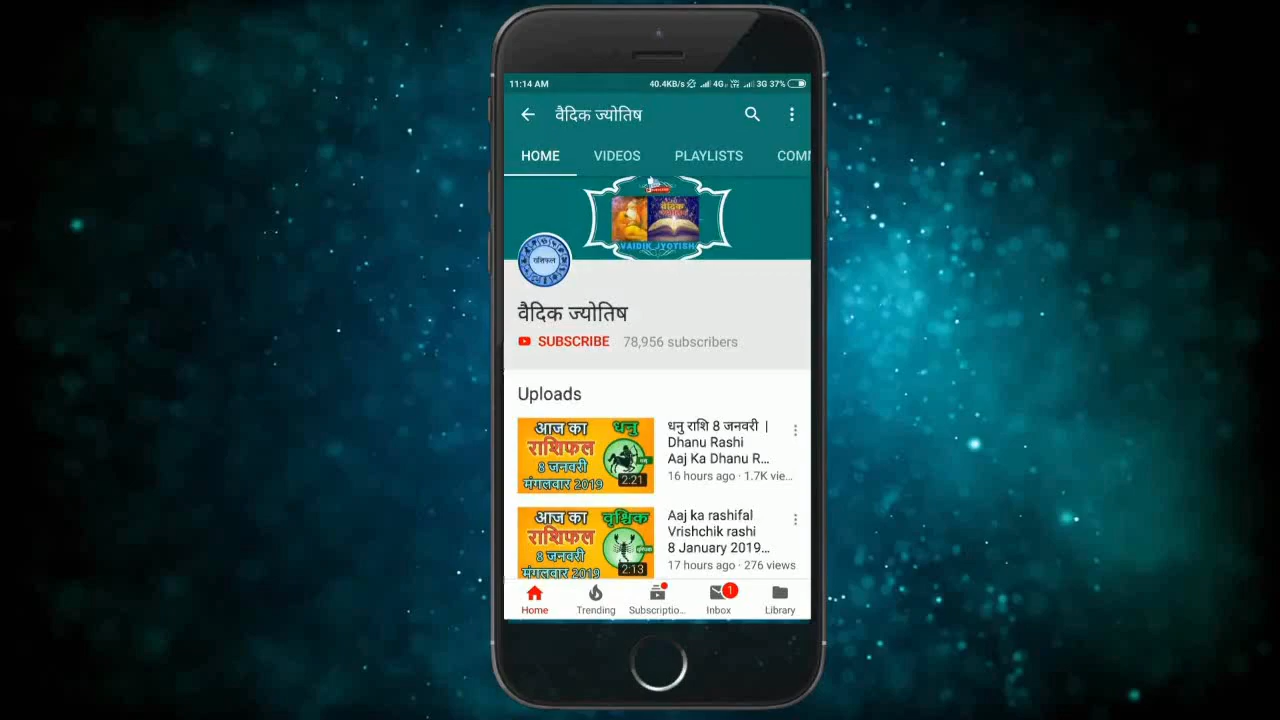 11:14 AM
40.4KB/s 4G VoLTE 3G 37%
वैदिक ज्योतिष
HOME VIDEOS PLAYLISTS COM
वैदिक
VAIDIK JYOTISH
राशिफल
वैदिक ज्योतिष
SUBSCRIBE 78,956 subscribers
Uploads
आज का धनु
राशिफल
8 जनवरी
मंगलवार 2019
2:21
धनु राशि 8 जनवरी |
Dhanu Rashi
Aaj Ka Dhanu R...
16 hours ago · 1.7K vie...
आज का वृश्चिक
राशिफल
8 जनवरी
मंगलवार 2019
2:13
Aaj ka rashifal
Vrishchik rashi
8 January 2019...
17 hours ago · 276 views
1
Home Trending Subscriptio... Inbox Library